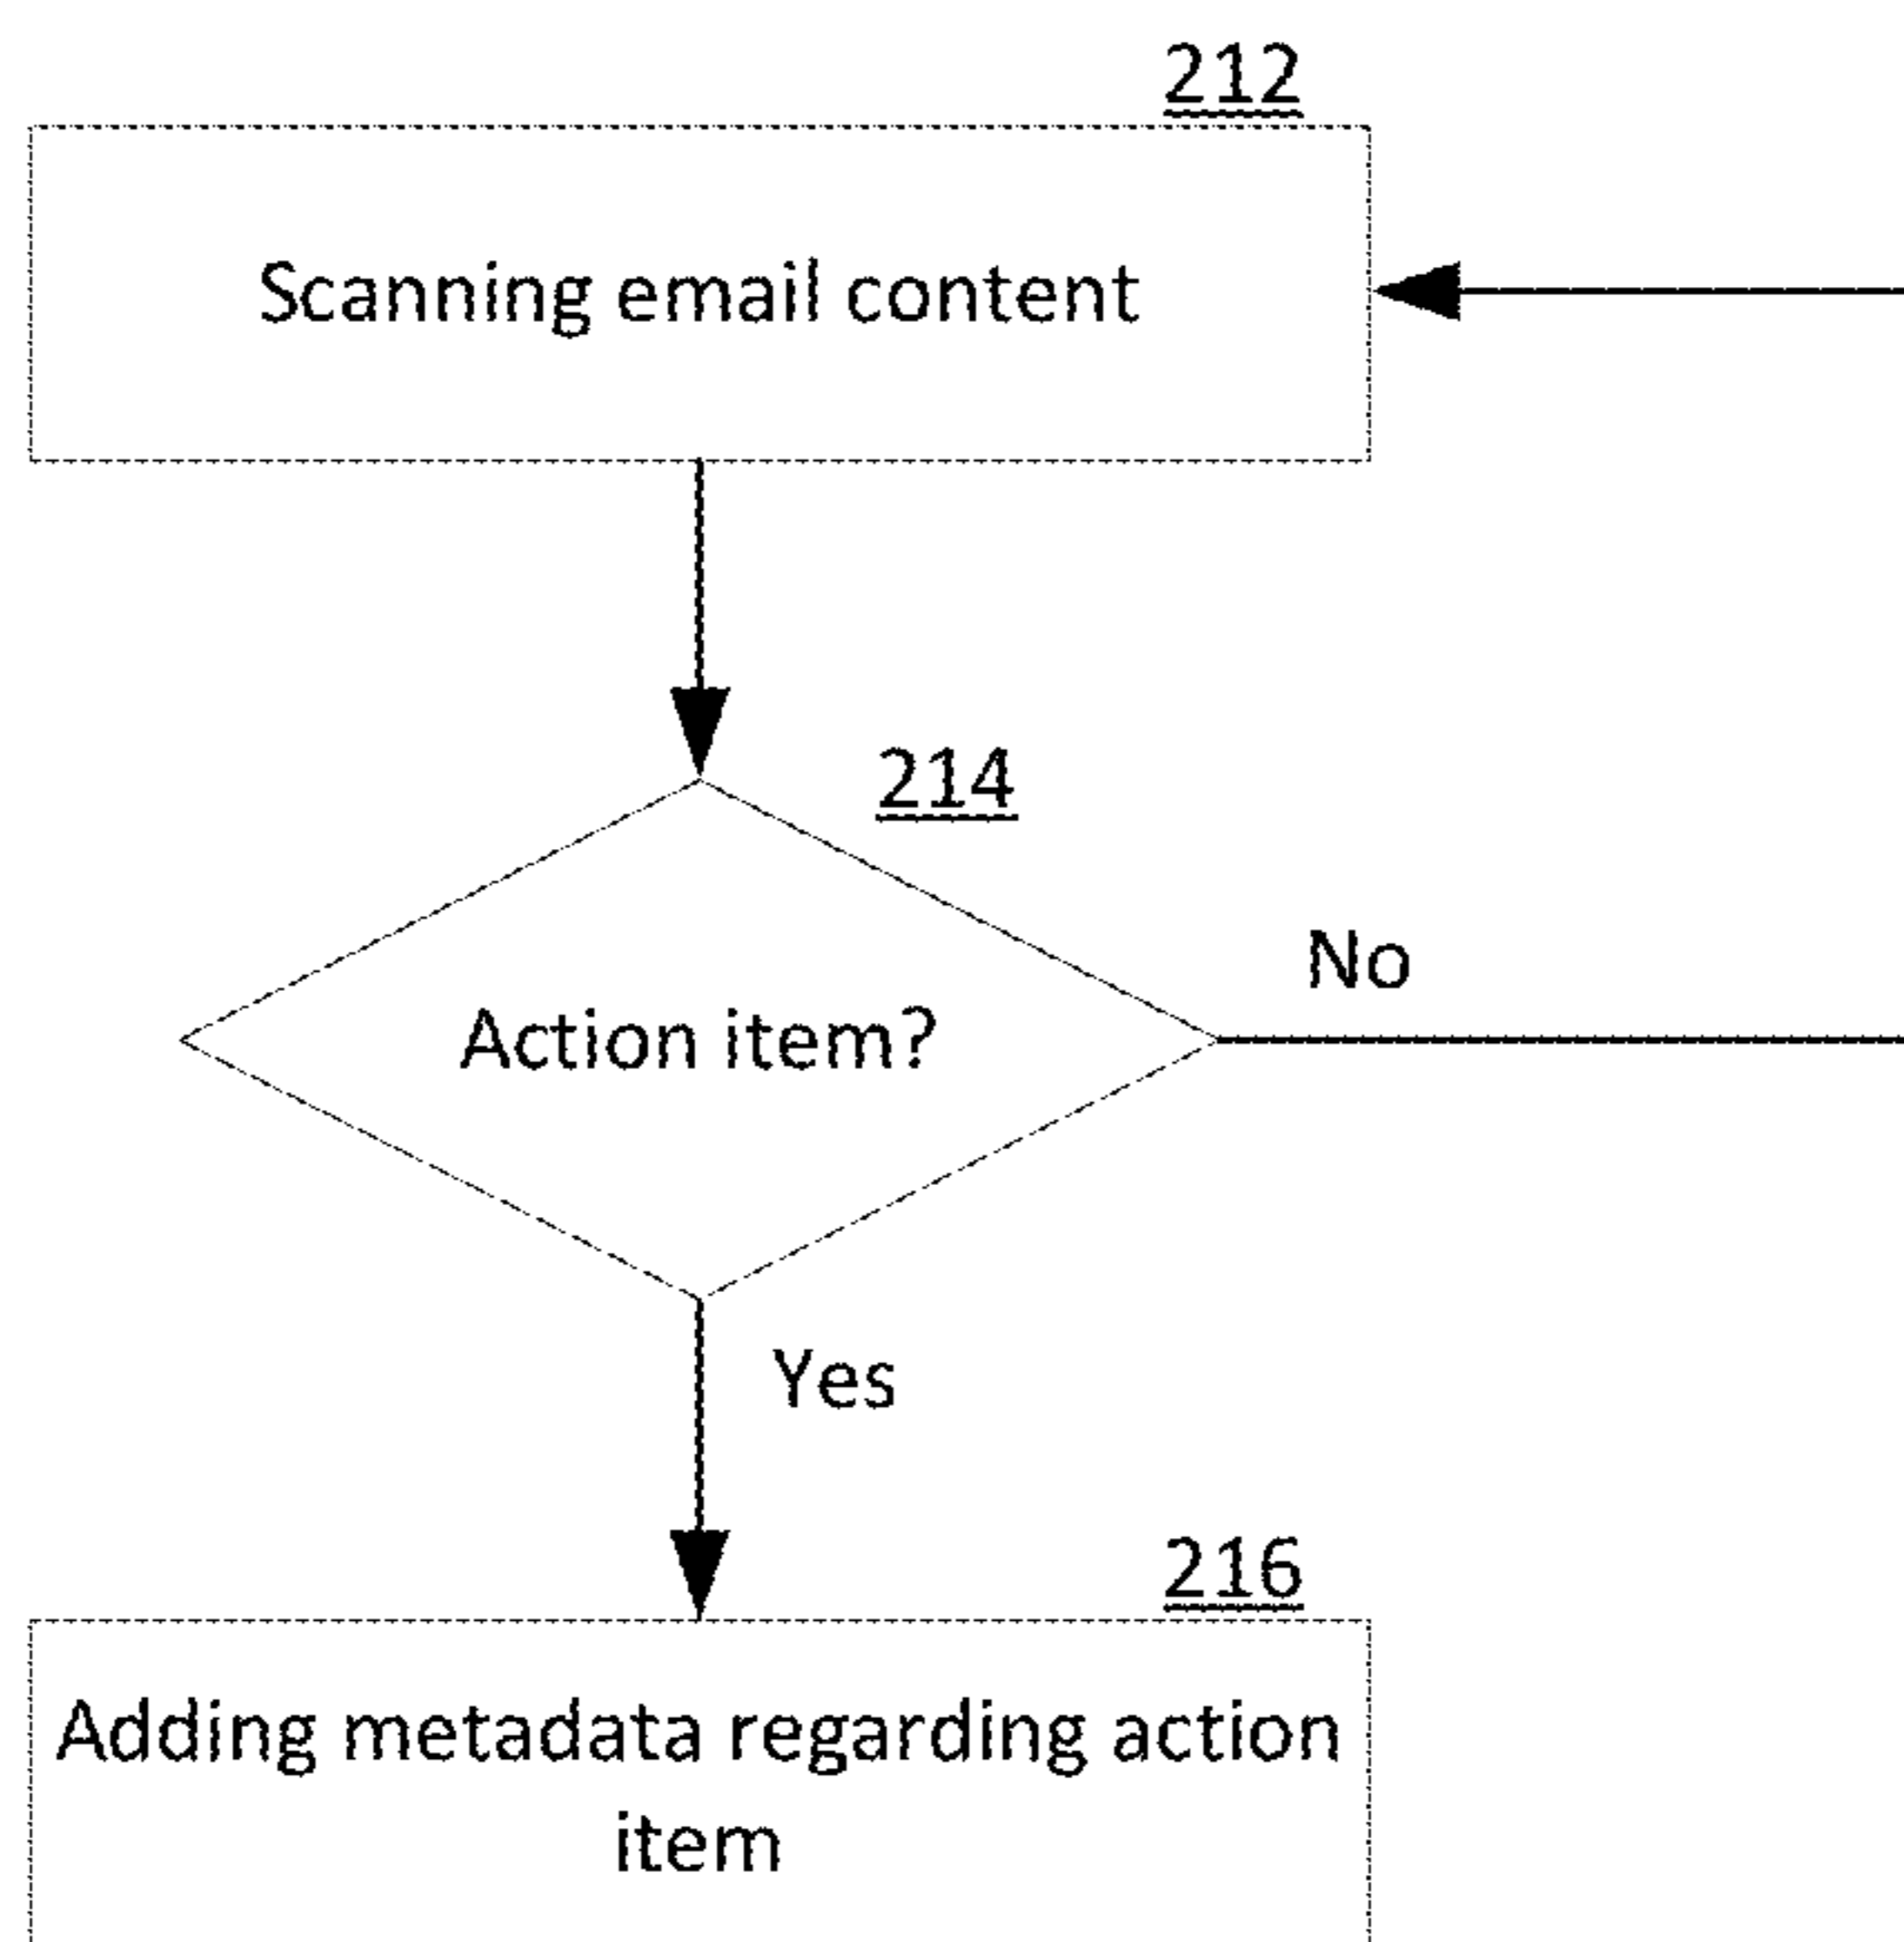 212
Scanning email content
214
Action item?
No
Yes
216
Adding metadata regarding action
item